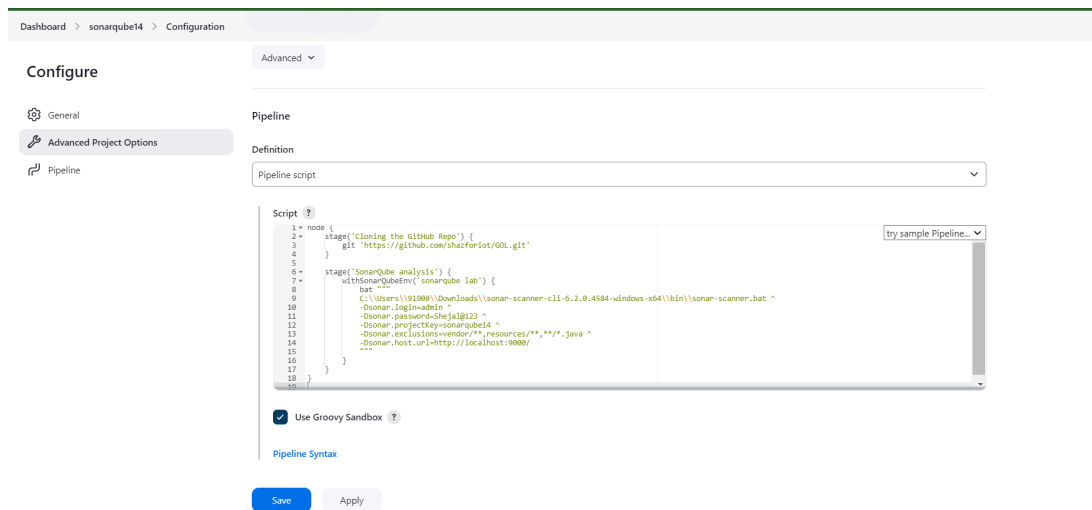 Dashboard > sonarqube14 > Configuration
Configure
General
Advanced Project Options
Pipeline
Advanced
Pipeline
Definition
Pipeline script
Script ?
try sample Pipeline...
1 node {
2 stage('Cloning the GitHub Repo') {
3 git 'https://github.com/shazforiot/GOL.git'
4 }
5
6 stage('SonarQube analysis') {
7 withSonarQubeEnv('sonarqube lab') {
8 bat """
9 C:\\Users\\91900\\Downloads\\sonar-scanner-cli-6.2.0.4584-windows-x64\\bin\\sonar-scanner.bat ^
10 -Dsonar.login=admin ^
11 -Dsonar.password=Shejal@123 ^
12 -Dsonar.projectKey=sonarqube14 ^
13 -Dsonar.exclusions=vendor/**,resources/**,**/*.java ^
14 -Dsonar.host.url=http://localhost:9000/
15 """
16 }
17 }
18 }
19
Use Groovy Sandbox ?
Pipeline Syntax
Save Apply